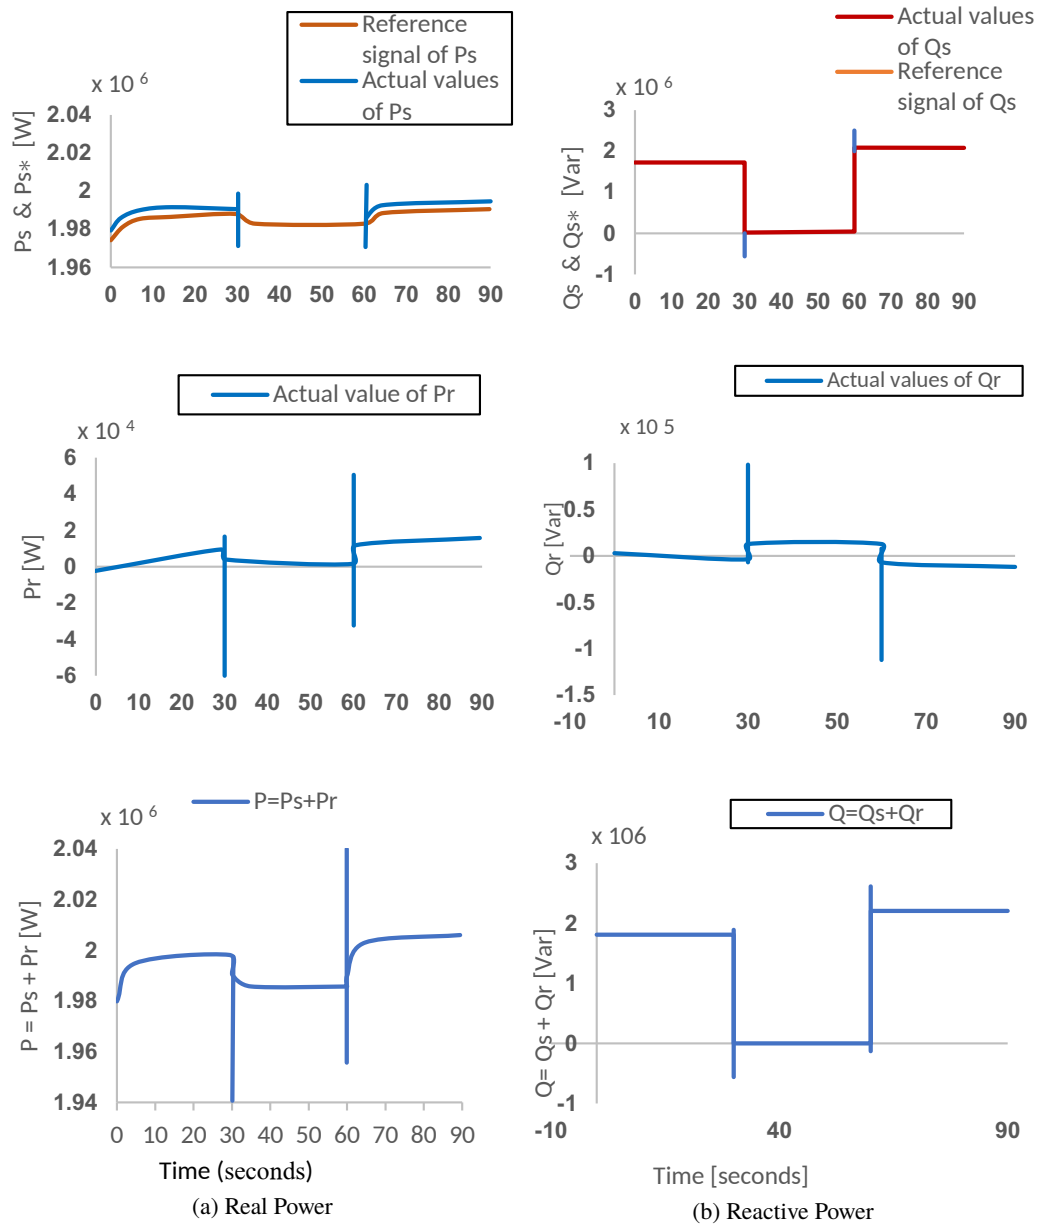 Reference
signal of Ps
Actual values
of Ps
x 10 6
Ps & Ps* [W]
2.04
2.02
2
1.98
1.96
0 10 20 30 40 50 60 70 80 90
Actual values
of Qs
Reference
signal of Qs
x 10 6
Qs & Qs* [Var]
3
2
1
0
-1
0 10 20 30 40 50 60 70 80 90
Actual value of Pr
x 10 4
Pr [W]
6
4
2
0
-2
-4
-6
0 10 20 30 40 50 60 70 80 90
Actual values of Qr
x 10 5
Qr [Var]
1
0.5
0
-0.5
-1
-1.5
-10 10 30 50 70 90
P=Ps+Pr
x 10 6
P = Ps + Pr [W]
2.04
2.02
2
1.98
1.96
1.94
0 10 20 30 40 50 60 70 80 90
Time (seconds)
(a) Real Power
Q=Qs+Qr
x 106
Q= Qs + Qr [Var]
3
2
1
0
-1
-10 40 90
Time [seconds]
(b) Reactive Power